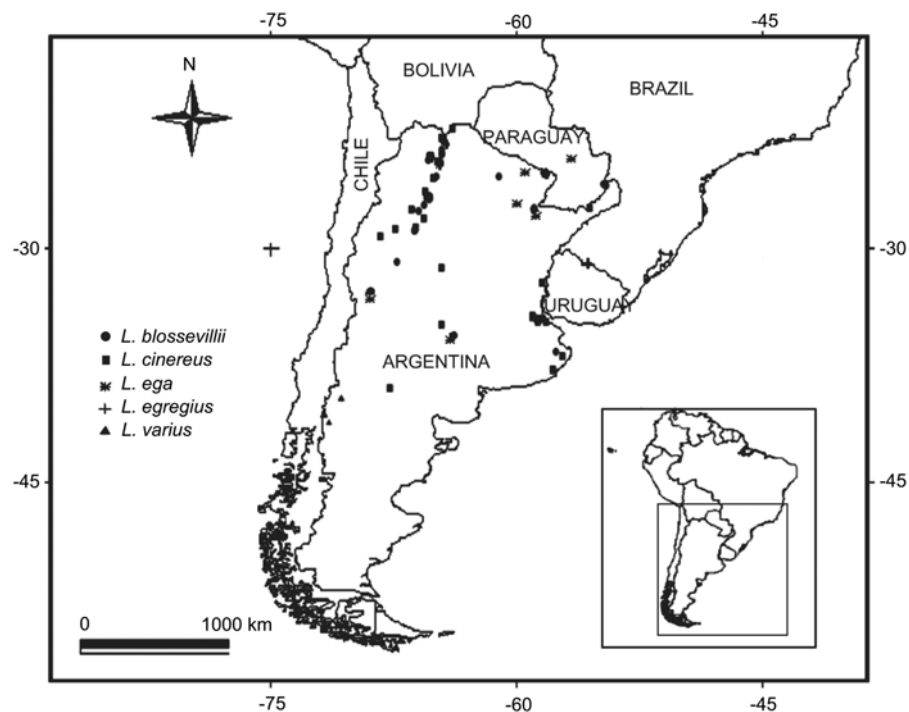 -75 -60 -45
N
BOLIVIA
BRAZIL
PARAGUAY
CHILE
-30 -30
URUGUAY
L. blossevillii
L. cinereus
L. ega
L. egregius
L. varius
ARGENTINA
-45 -45
0 1000 km
-75 -60 -45